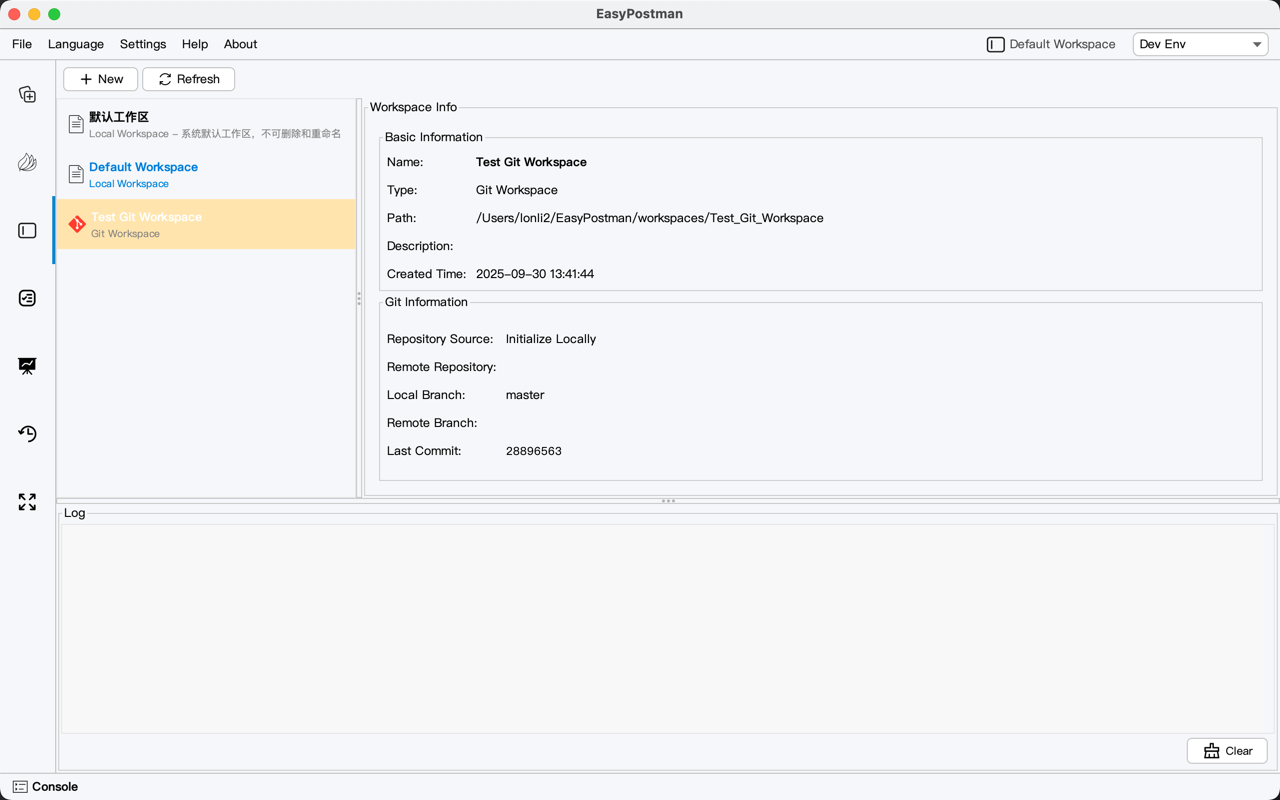 EasyPostman
File Language Settings Help About
Default Workspace
Dev Env
New
Refresh
默认工作区
Local Workspace – 系统默认工作区，不可删除和重命名
Default Workspace
Local Workspace
Test Git Workspace
Git Workspace
Workspace Info
Basic Information
Name: Test Git Workspace
Type: Git Workspace
Path: /Users/lonli2/EasyPostman/workspaces/Test_Git_Workspace
Description:
Created Time: 2025–09–30 13:41:44
Git Information
Repository Source: Initialize Locally
Remote Repository:
Local Branch: master
Remote Branch:
Last Commit: 28896563
Log
Clear
Console